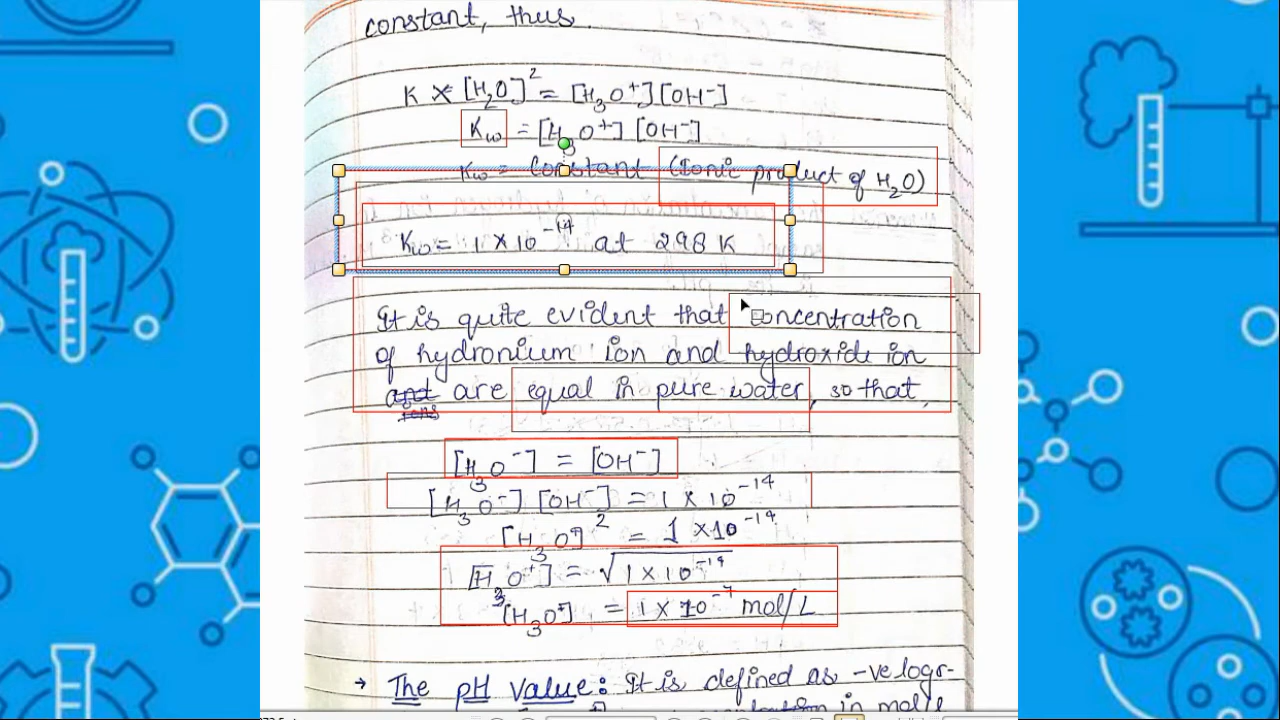 constant, thus
K × [H₂O]² = [H₃O⁺][OH⁻]
Kw = [H₃O⁺] [OH⁻]
Kw = Constant (Ionic product of H₂O)
Kw = 1 × 10⁻¹⁴ at 298 K
It is quite evident that concentration
of hydronium ion and hydroxide ion
are equal in pure water, so that,
[H₃O⁻] = [OH⁻]
[H₃O⁻] [OH⁻] = 1 × 10⁻¹⁴
[H₃O⁺]² = 1 × 10⁻¹⁴
[H₃O⁺] = √1 × 10⁻¹⁴
[H₃O⁺] = 1 × 10⁻⁷ mol/L
→ The pH value: It is defined as -ve logr-
in mol/L